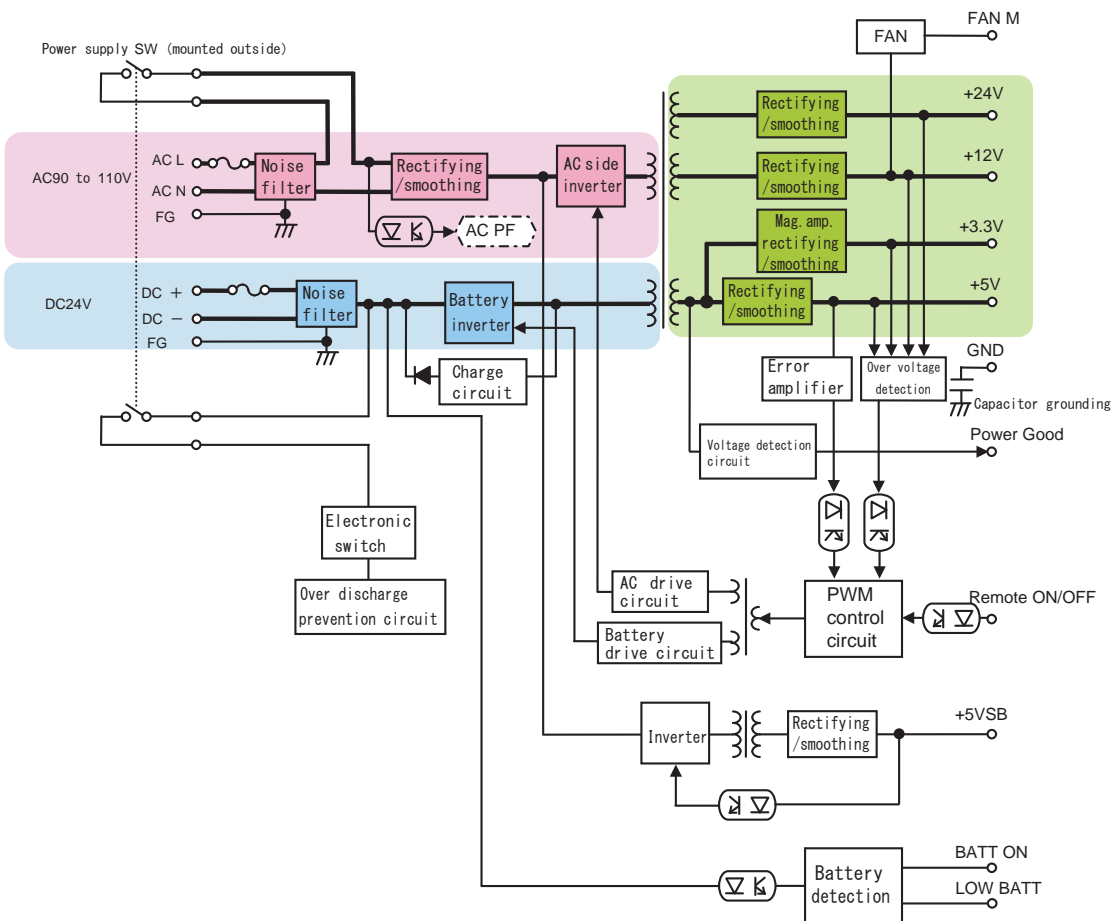 FAN M
FAN
Power supply SW (mounted outside)
+24V
Rectifying
/smoothing
AC90 to 110V
AC L
AC N
FG
Noise
filter
Rectifying
/smoothing
AC side
inverter
AC PF
+12V
Rectifying
/smoothing
Mag. amp.
rectifying
/smoothing
+3.3V
Rectifying
/smoothing
+5V
DC24V
DC +
DC −
FG
Noise
filter
Battery
inverter
Charge
circuit
Error
amplifier
Over voltage
detection
GND
Capacitor grounding
Voltage detection
circuit
Power Good
Electronic
switch
Over discharge
prevention circuit
AC drive
circuit
Battery
drive circuit
PWM
control
circuit
Remote ON/OFF
Inverter
Rectifying
/smoothing
+5VSB
Battery
detection
BATT ON
LOW BATT